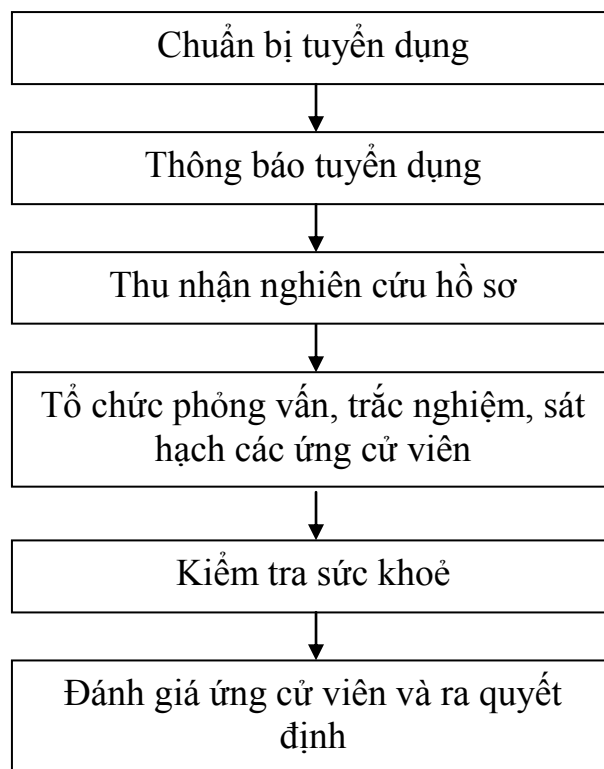 Chuẩn bị tuyển dụng
Thông báo tuyển dụng
Thu nhận nghiên cứu hồ sơ
Tổ chức phỏng vấn, trắc nghiệm, sát
hạch các ứng cử viên
Kiểm tra sức khoẻ
Đánh giá ứng cử viên và ra quyết
định